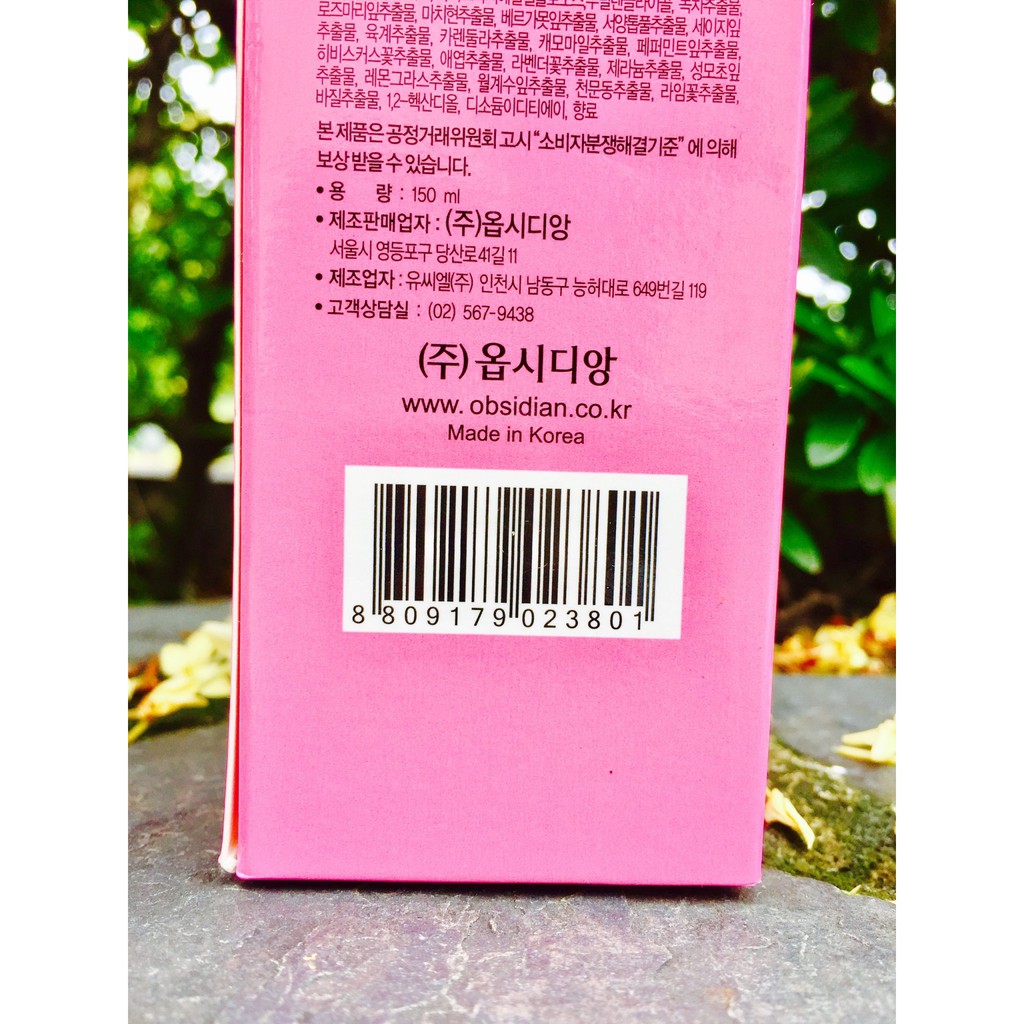 녹차추출물,
로즈마리잎추출물, 마치현추출물, 베르가못잎추출물, 서양톱풀추출물, 세이지잎
추출물, 육계추출물, 카렌둘라추출물, 캐모마일추출물, 페퍼민트잎추출물,
히비스커스꽃추출물, 애엽추출물, 라벤더꽃추출물, 제라늄추출물, 성모초잎
추출물, 레몬그라스추출물, 월계수잎추출물, 천문동추출물, 라임꽃추출물,
바질추출물, 1,2-헥산디올, 디소듐이디티에이, 향료
본 제품은 공정거래위원회 고시 “소비자분쟁해결기준” 에 의해
보상 받을 수 있습니다.
• 용 량 : 150 ml
• 제조판매업자 : (주)옵시디앙
서울시 영등포구 당산로41길 11
• 제조업자 : 유씨엘(주) 인천시 남동구 능허대로 649번길 119
• 고객상담실 : (02) 567-9438
(주) 옵시디앙
www. obsidian.co.kr
Made in Korea
8 809179 023801